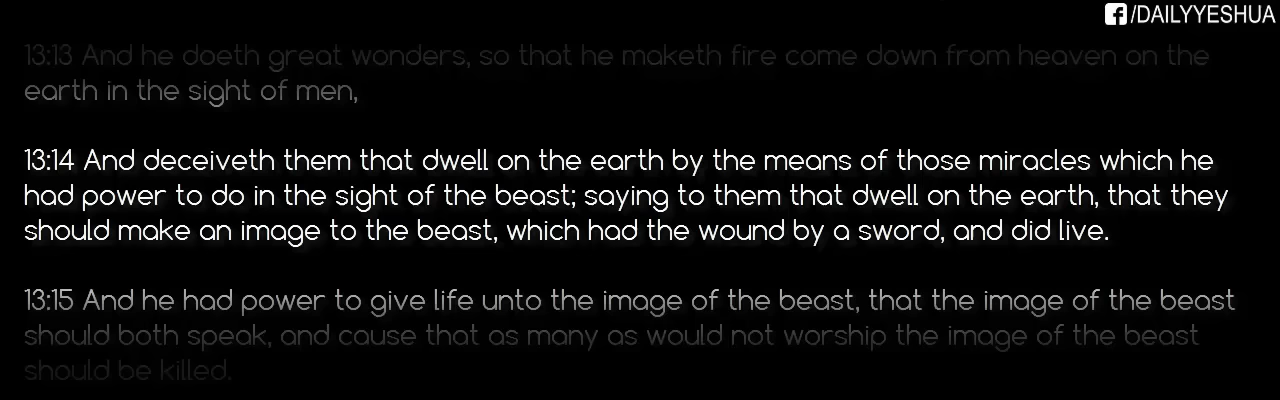 /DAILYYESHUA
13:13 And he doeth great wonders, so that he maketh fire come down from heaven on the
earth in the sight of men,
13:14 And deceiveth them that dwell on the earth by the means of those miracles which he
had power to do in the sight of the beast; saying to them that dwell on the earth, that they
should make an image to the beast, which had the wound by a sword, and did live.
13:15 And he had power to give life unto the image of the beast, that the image of the beast
should both speak, and cause that as many as would not worship the image of the beast
should be killed.